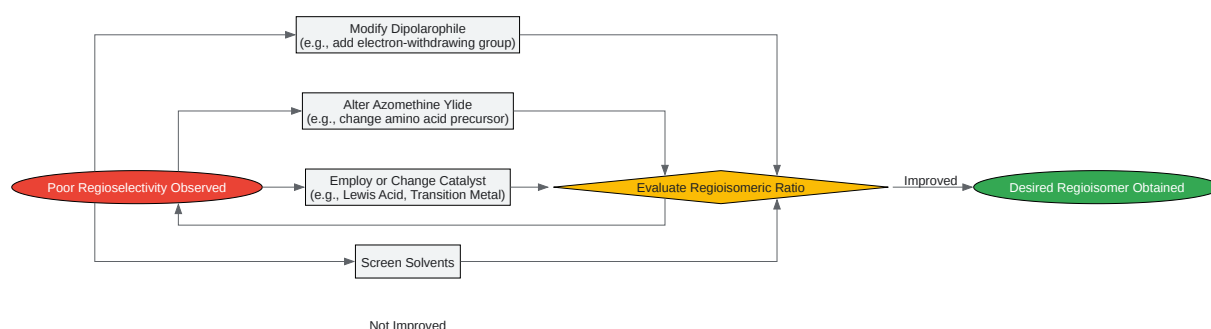 Modify Dipolarophile
(e.g., add electron-withdrawing group)
Alter Azomethine Ylide
(e.g., change amino acid precursor)
Poor Regioselectivity Observed
Employ or Change Catalyst
(e.g., Lewis Acid, Transition Metal)
Evaluate Regioisomeric Ratio
Improved
Desired Regioisomer Obtained
Screen Solvents
Not Improved